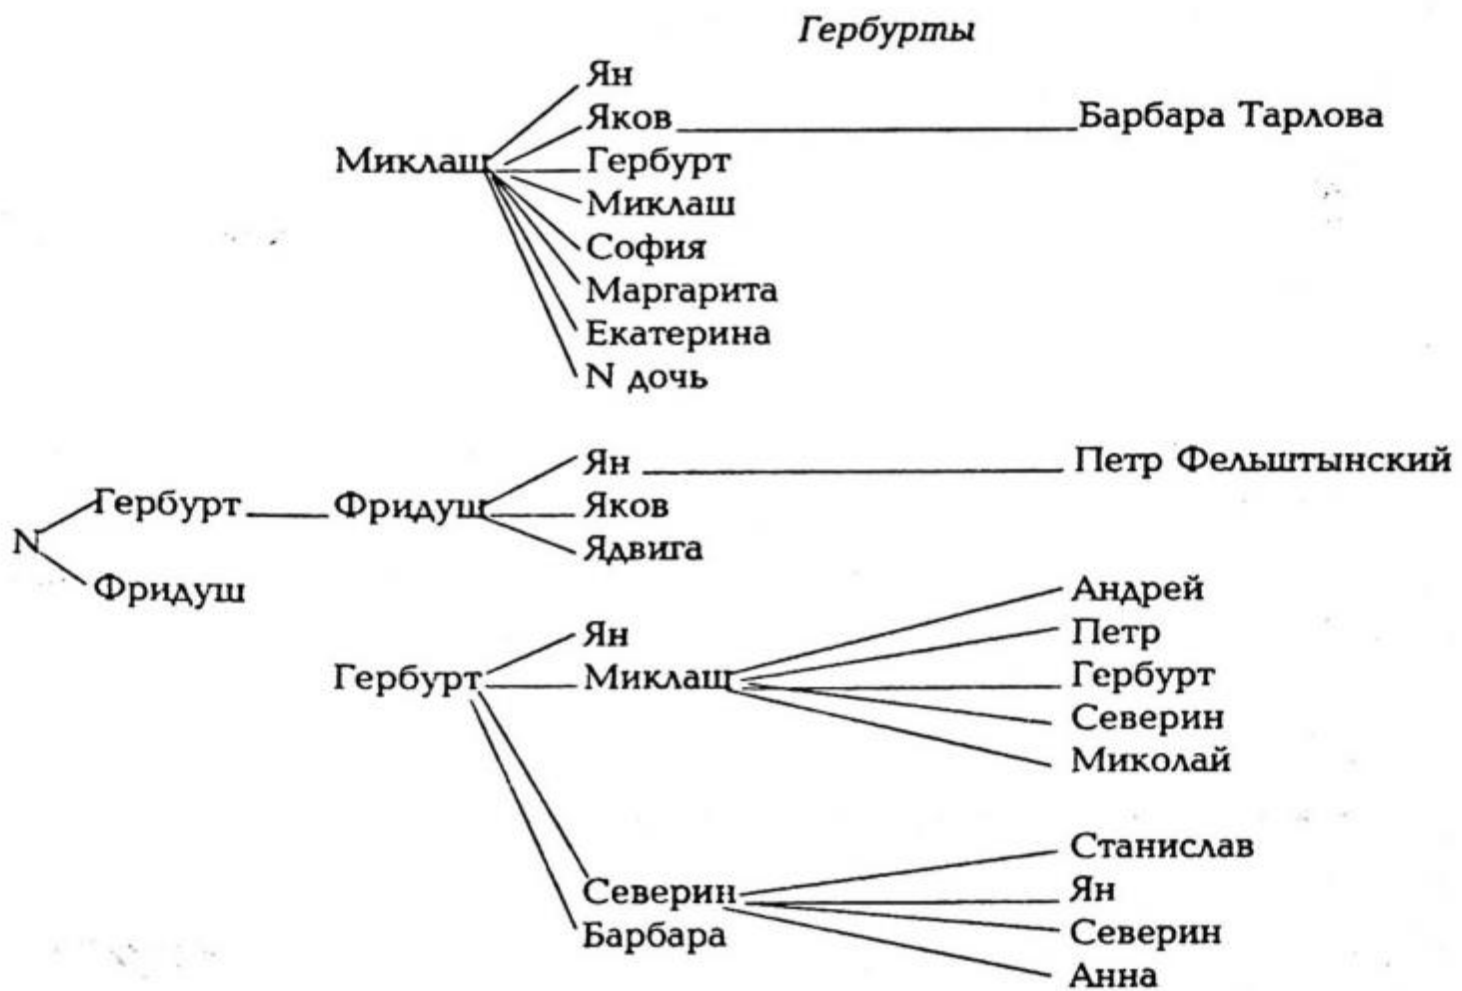 Гербурты
Ян
Яков Барбара Тарлова
Миклаш Гербурт
Миклаш
София
Маргарита
Екатерина
N дочь
Ян Петр Фельштынский
Гербурт Фридуш Яков
N
Ядвига
Фридуш Андрей
Ян Петр
Гербурт Миклаш Гербурт
Северин
Миколай
Станислав
Северин Ян
Барбара Северин
Анна